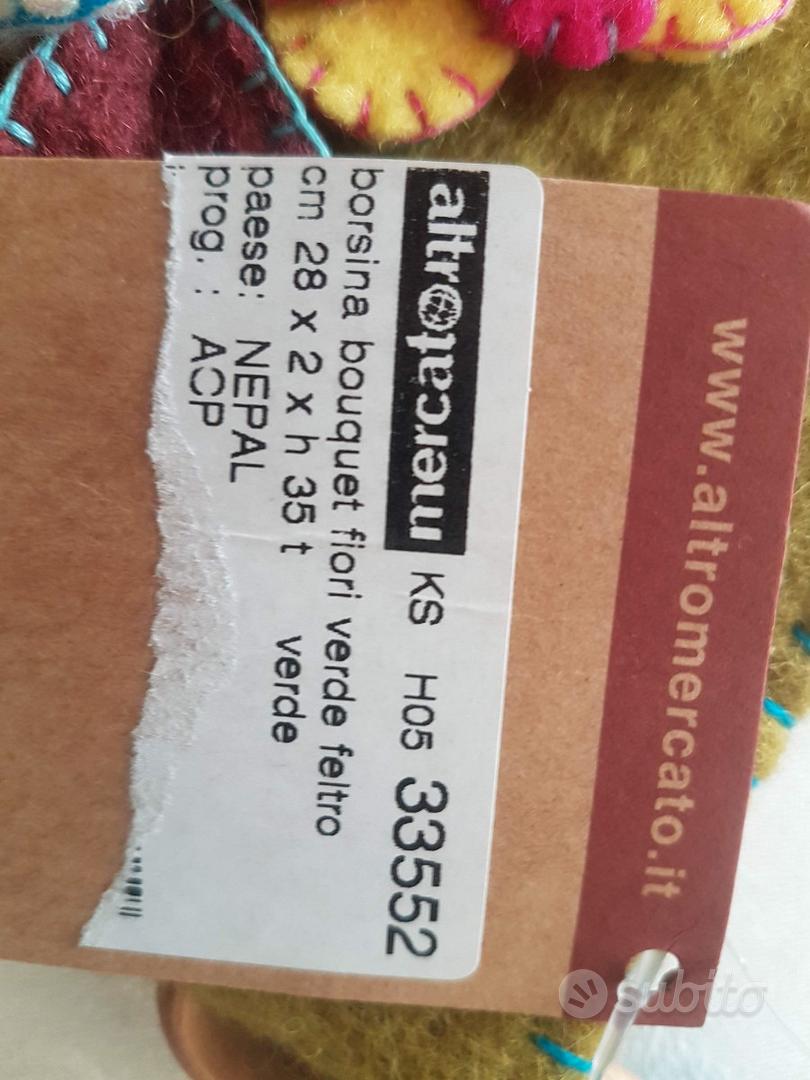 www.altromercato.it
altromercato KS H05 33552
borsina bouquet fiori verde feltro
cm 28 x 2 x h 35 t verde
paese: NEPAL
prog. : ACP
subito